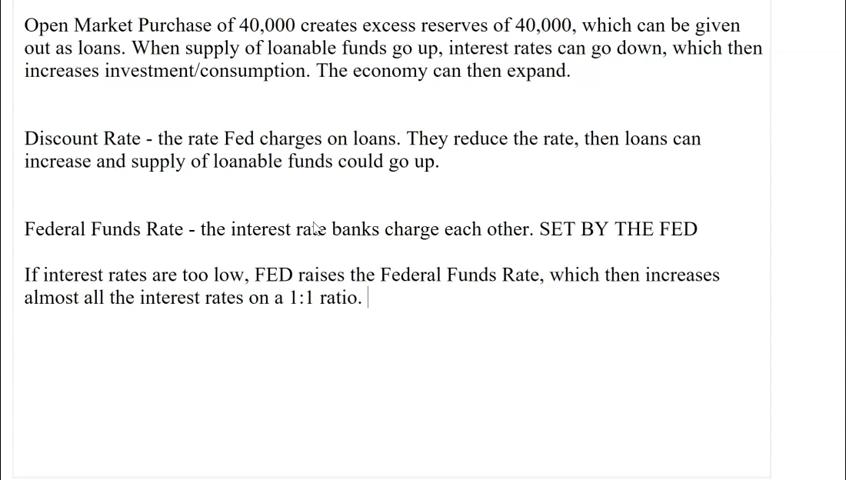 Open Market Purchase of 40,000 creates excess reserves of 40,000, which can be given
out as loans. When supply of loanable funds go up, interest rates can go down, which then
increases investment/consumption. The economy can then expand.
Discount Rate - the rate Fed charges on loans. They reduce the rate, then loans can
increase and supply of loanable funds could go up.
Federal Funds Rate - the interest rate banks charge each other. SET BY THE FED
If interest rates are too low, FED raises the Federal Funds Rate, which then increases
almost all the interest rates on a 1:1 ratio.